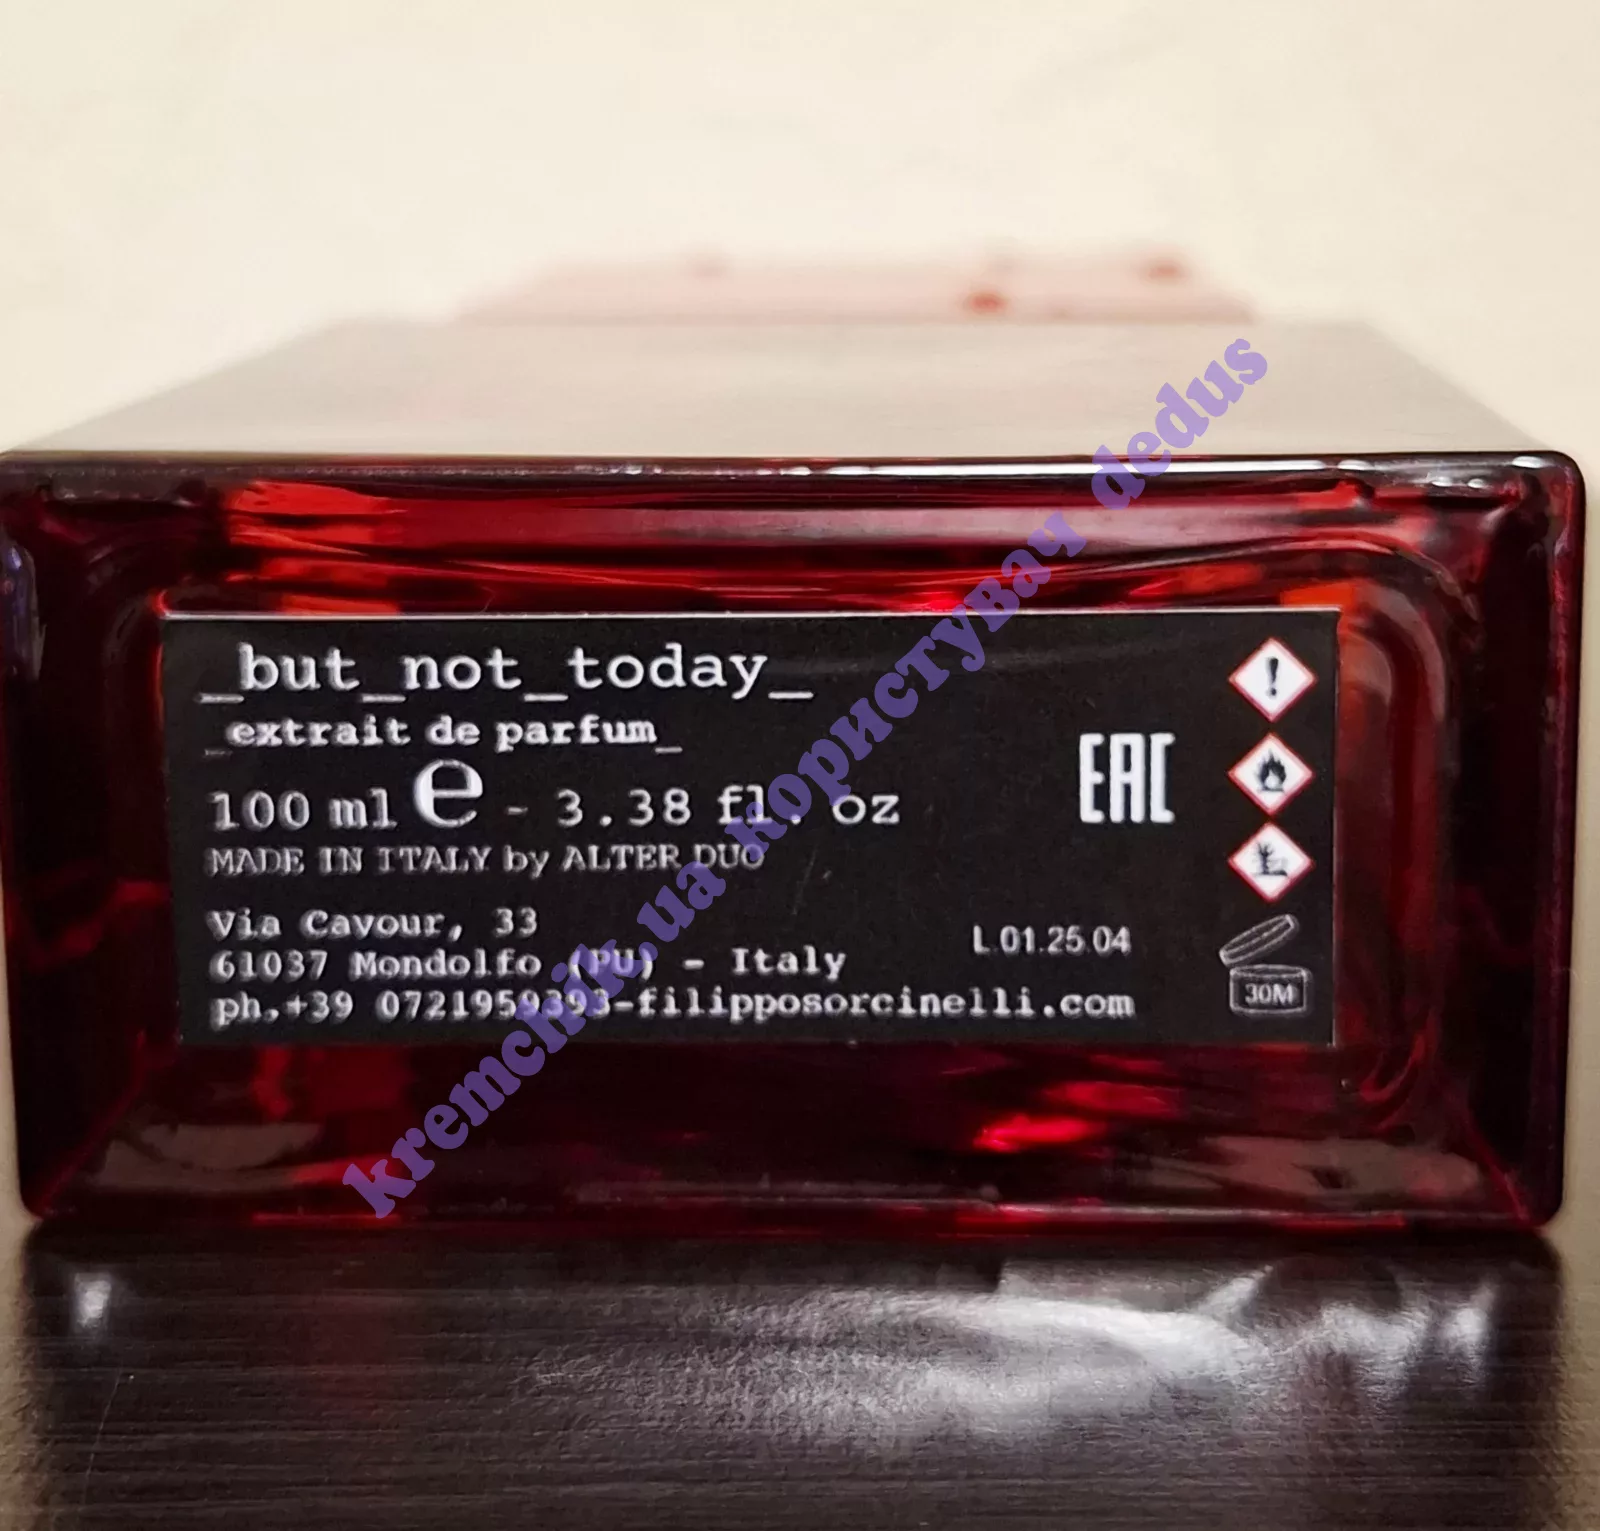 _but_not_today_
_extrait de parfum_
100 ml e - 3.38 fl. oz
MADE IN ITALY by ALTER DUO
EAC
Via Cavour, 33
61037 Mondolfo (PU) - Italy
ph.+39 0721959393-filipposorcinelli.com
L.01.25.04
30M
kremchik.ua користувач dedus